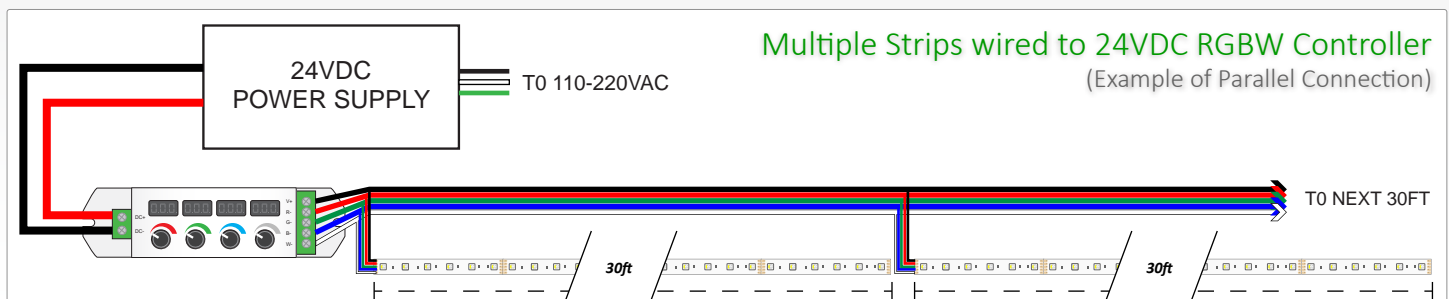 Multiple Strips wired to 24VDC RGBW Controller
(Example of Parallel Connection)
24VDC
POWER SUPPLY
T0 110-220VAC
T0 NEXT 30FT
DC+
DC-
V+
R-
G-
B-
W-
30ft
30ft